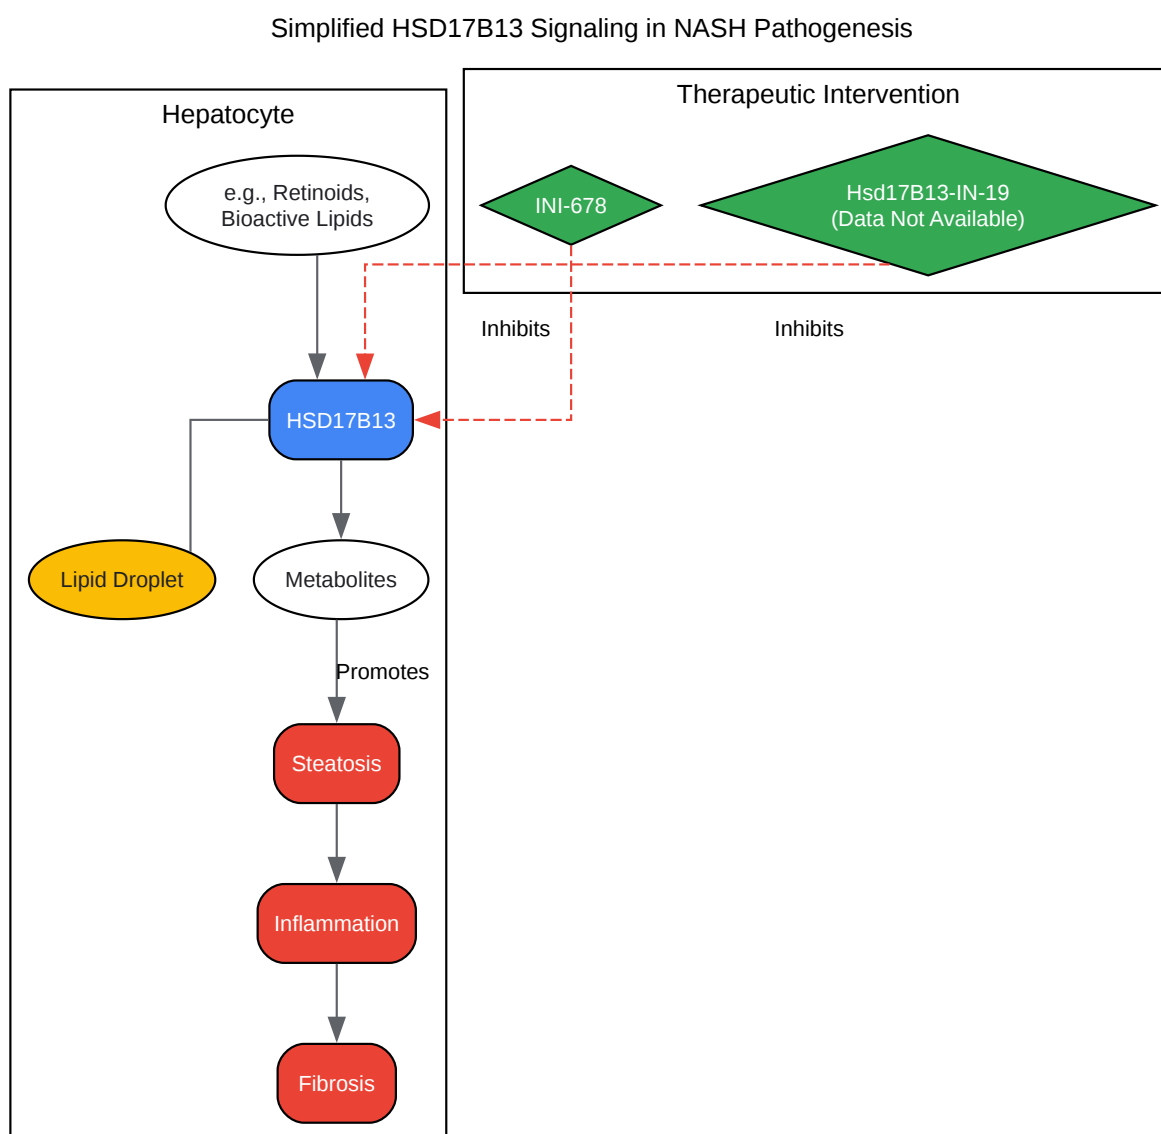 Simplified HSD17B13 Signaling in NASH Pathogenesis
Therapeutic Intervention
Hepatocyte
e.g., Retinoids,
Bioactive Lipids
INI-678
Hsd17B13-IN-19
(Data Not Available)
Inhibits
Inhibits
HSD17B13
Lipid Droplet
Metabolites
Promotes
Steatosis
Inflammation
Fibrosis